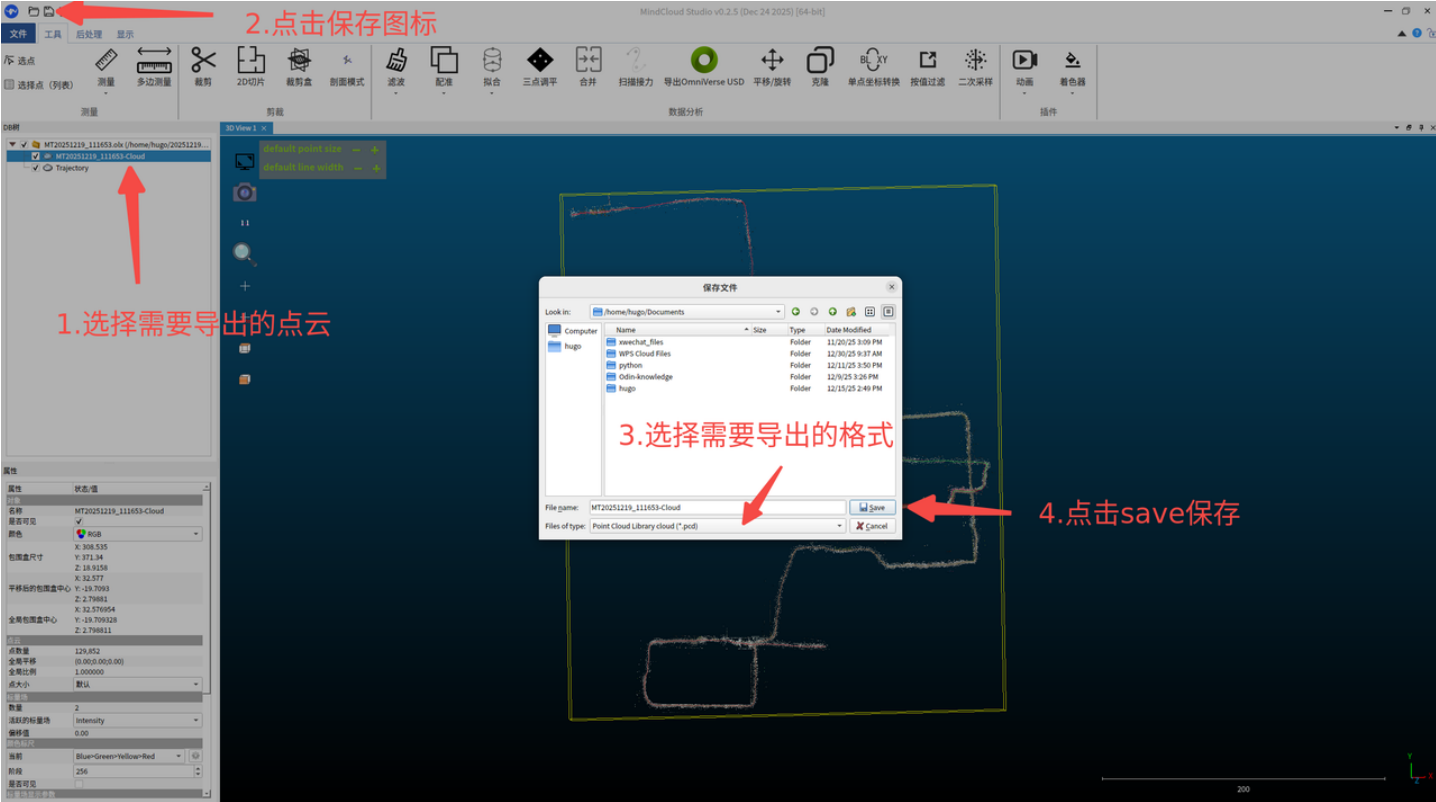 MindCloud Studio v0.2.5 (Dec 24 2025) [64-bit]
2.点击保存图标
文件 工具 后处理 显示
选点
选择点（列表）
测量 多边测量 裁剪 2D切片 裁剪盒 剖面模式 滤波 配准 拟合 三点调平 合并 扫描接力 导出OmniVerse USD 平移/旋转 克隆 单点坐标转换 按值过滤 二次采样 动画 着色器
BL XY
测量 剪裁 数据分析 插件
DB树
3D View 1
MT20251219_111653.olx (/home/hugo/20251219...
MT20251219_111653-Cloud
Trajectory
default point size
default line width
1.选择需要导出的点云
保存文件
Look in: /home/hugo/Documents
Computer
hugo
Name Size Type Date Modified
xwechat_files Folder 11/20/25 3:09 PM
WPS Cloud Files Folder 12/30/25 9:37 AM
python Folder 12/11/25 3:50 PM
Odin-knowledge Folder 12/9/25 3:26 PM
hugo Folder 12/15/25 2:49 PM
3.选择需要导出的格式
File name: MT20251219_111653-Cloud Save
Files of type: Point Cloud Library cloud (*.pcd) Cancel
4.点击save保存
属性
属性 状态/值
对象
名称 MT20251219_111653-Cloud
是否可见
颜色 RGB
包围盒尺寸
X: 308.535
Y: 371.34
Z: 18.9158
平移后的包围盒中心
X: 32.577
Y: -19.7093
Z: 2.79881
全局包围盒中心
X: 32.576954
Y: -19.709328
Z: 2.798811
点云
点数量 129,852
全局平移 (0.00;0.00;0.00)
全局比例 1.000000
点大小 默认
标量场
数量 2
活跃的标量场 Intensity
偏移值 0.00
颜色标尺
当前 Blue>Green>Yellow>Red
阶段 256
是否可见
标量场显示参数
200
Y
X
Z